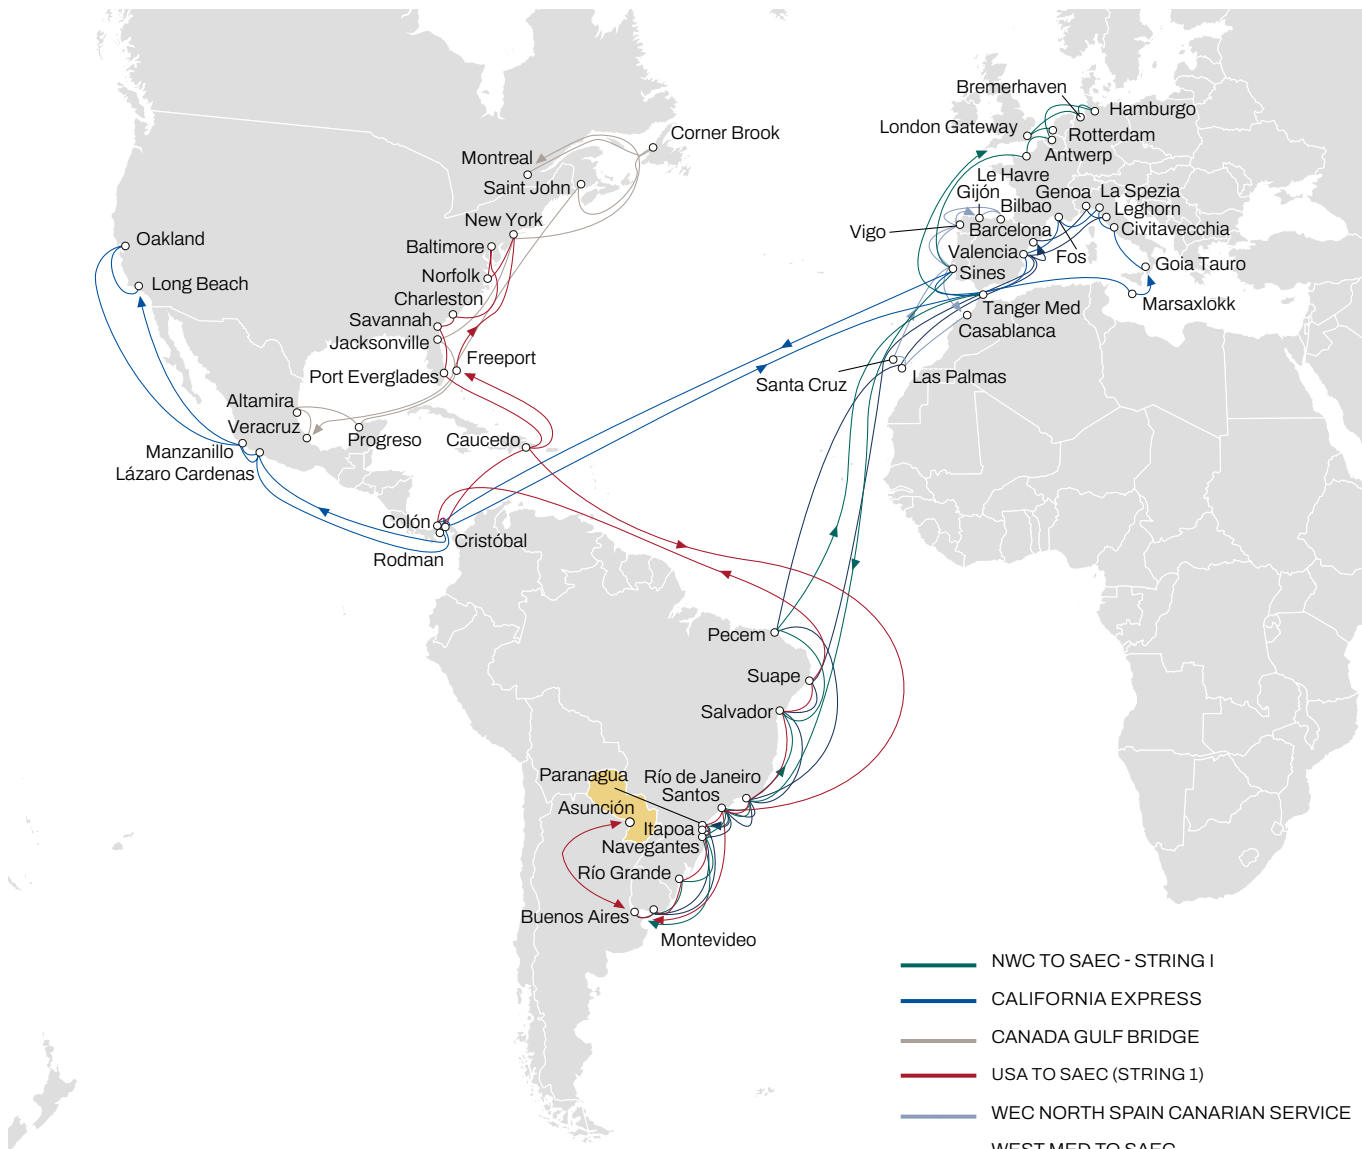 Bremerhaven
Hamburgo
London Gateway
Rotterdam
Corner Brook
Antwerp
Montreal
Le Havre
Saint John
Gijón
Genoa
La Spezia
Bilbao
Leghorn
New York
Vigo
Barcelona
Civitavecchia
Oakland
Baltimore
Valencia
Fos
Goia Tauro
Norfolk
Sines
Long Beach
Charleston
Marsaxlokk
Savannah
Tanger Med
Jacksonville
Casablanca
Freeport
Port Everglades
Santa Cruz
Las Palmas
Altamira
Veracruz
Progreso
Caucedo
Manzanillo
Lázaro Cardenas
Colón
Cristóbal
Rodman
Pecem
Suape
Salvador
Paranagua
Río de Janeiro
Santos
Asunción
Itapoa
Navegantes
Río Grande
Buenos Aires
Montevideo
NWC TO SAEC - STRING I
CALIFORNIA EXPRESS
CANADA GULF BRIDGE
USA TO SAEC (STRING 1)
WEC NORTH SPAIN CANARIAN SERVICE
WEST MED TO SAEC